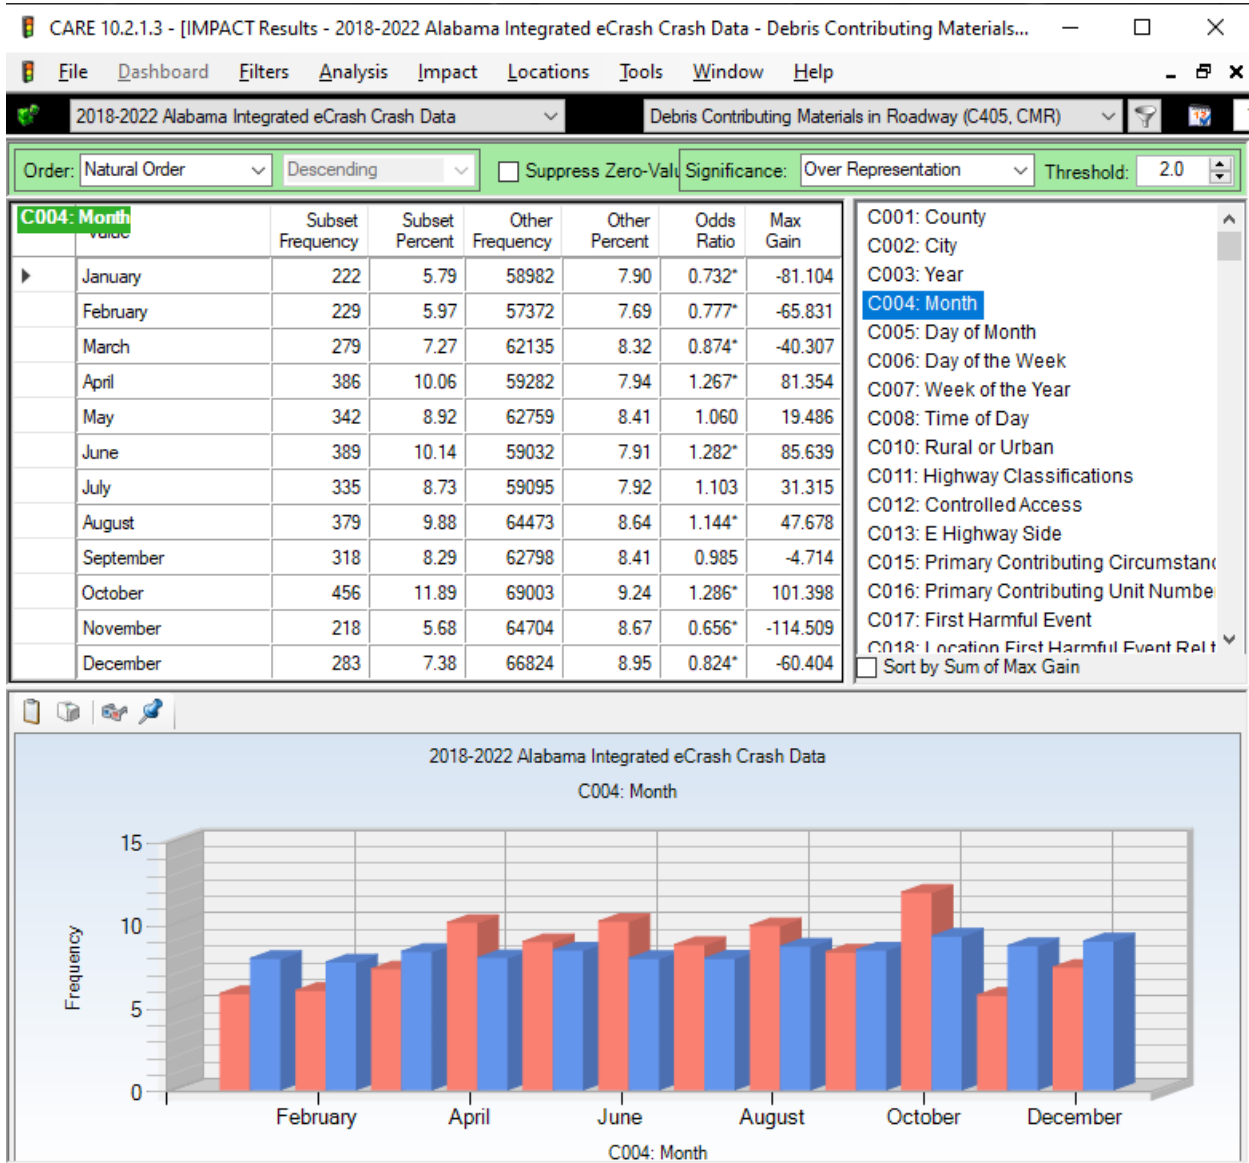 CARE 10.2.1.3 - [IMPACT Results - 2018-2022 Alabama Integrated eCrash Crash Data - Debris Contributing Materials...
File Dashboard Filters Analysis Impact Locations Tools Window Help
2018-2022 Alabama Integrated eCrash Crash Data Debris Contributing Materials in Roadway (C405, CMR)
Order: Natural Order Descending Suppress Zero-Valu Significance: Over Representation Threshold: 2.0
C004: Month Value Subset Frequency Subset Percent Other Frequency Other Percent Odds Ratio Max Gain
January 222 5.79 58982 7.90 0.732* -81.104
February 229 5.97 57372 7.69 0.777* -65.831
March 279 7.27 62135 8.32 0.874* -40.307
April 386 10.06 59282 7.94 1.267* 81.354
May 342 8.92 62759 8.41 1.060 19.486
June 389 10.14 59032 7.91 1.282* 85.639
July 335 8.73 59095 7.92 1.103 31.315
August 379 9.88 64473 8.64 1.144* 47.678
September 318 8.29 62798 8.41 0.985 -4.714
October 456 11.89 69003 9.24 1.286* 101.398
November 218 5.68 64704 8.67 0.656* -114.509
December 283 7.38 66824 8.95 0.824* -60.404
C001: County
C002: City
C003: Year
C004: Month
C005: Day of Month
C006: Day of the Week
C007: Week of the Year
C008: Time of Day
C010: Rural or Urban
C011: Highway Classifications
C012: Controlled Access
C013: E Highway Side
C015: Primary Contributing Circumstanc
C016: Primary Contributing Unit Number
C017: First Harmful Event
C018: Location First Harmful Event Rel t
Sort by Sum of Max Gain
2018-2022 Alabama Integrated eCrash Crash Data
C004: Month
15
10
5
0
Frequency
February April June August October December
C004: Month